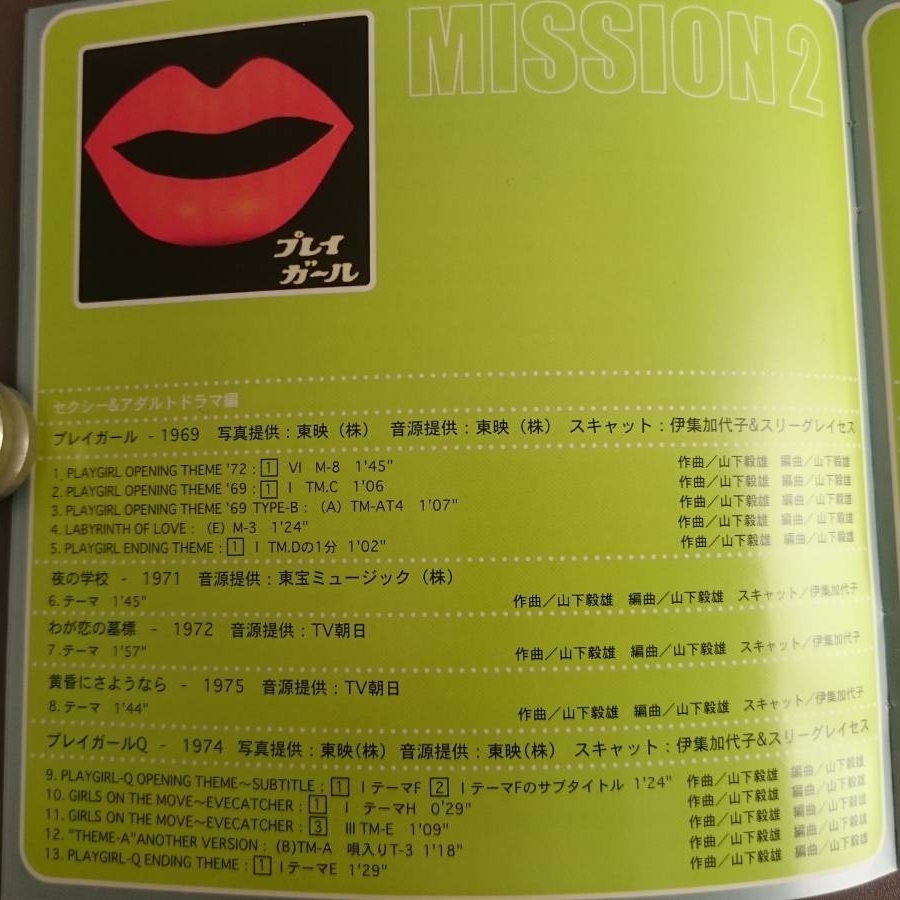 MISSION 2
プレイ
ガール
セクシー&アダルトドラマ編
プレイガール - 1969 写真提供：東映（株） 音源提供：東映（株） スキャット：伊集加代子&スリーグレイセス
1. PLAYGIRL OPENING THEME '72 : 1 VI M-8 1'45" 作曲／山下毅雄 編曲／山下毅雄
2. PLAYGIRL OPENING THEME '69 : 1 I TM.C 1'06 作曲／山下毅雄 編曲／山下毅雄
3. PLAYGIRL OPENING THEME '69 TYPE-B : (A) TM-AT4 1'07" 作曲／山下毅雄 編曲／山下毅雄
4. LABYRINTH OF LOVE : (E) M-3 1'24" 作曲／山下毅雄 編曲／山下毅雄
5. PLAYGIRL ENDING THEME : 1 I TM.Dの1分 1'02" 作曲／山下毅雄 編曲／山下毅雄
夜の学校 - 1971 音源提供：東宝ミュージック（株）
6. テーマ 1'45" 作曲／山下毅雄 編曲／山下毅雄 スキャット／伊集加代子
わが恋の墓標 - 1972 音源提供：TV朝日
7. テーマ 1'57" 作曲／山下毅雄 編曲／山下毅雄 スキャット／伊集加代子
黄昏にさようなら - 1975 音源提供：TV朝日
8. テーマ 1'44" 作曲／山下毅雄 編曲／山下毅雄 スキャット／伊集加代子
プレイガールQ - 1974 写真提供：東映(株) 音源提供：東映(株) スキャット：伊集加代子&スリーグレイセス
9. PLAYGIRL-Q OPENING THEME〜SUBTITLE : 1 IテーマF 2 IテーマFのサブタイトル 1'24" 作曲／山下毅雄 編曲／山下毅雄
10. GIRLS ON THE MOVE〜EVECATCHER : 1 I テーマH 0'29" 作曲／山下毅雄 編曲／山下毅雄
11. GIRLS ON THE MOVE〜EVECATCHER : 3 III TM-E 1'09" 作曲／山下毅雄 編曲／山下毅雄
12. "THEME-A"ANOTHER VERSION : (B)TM-A 唄入りT-3 1'18" 作曲／山下毅雄 編曲／山下毅雄
13. PLAYGIRL-Q ENDING THEME : 1 IテーマE 1'29" 作曲／山下毅雄 編曲／山下毅雄